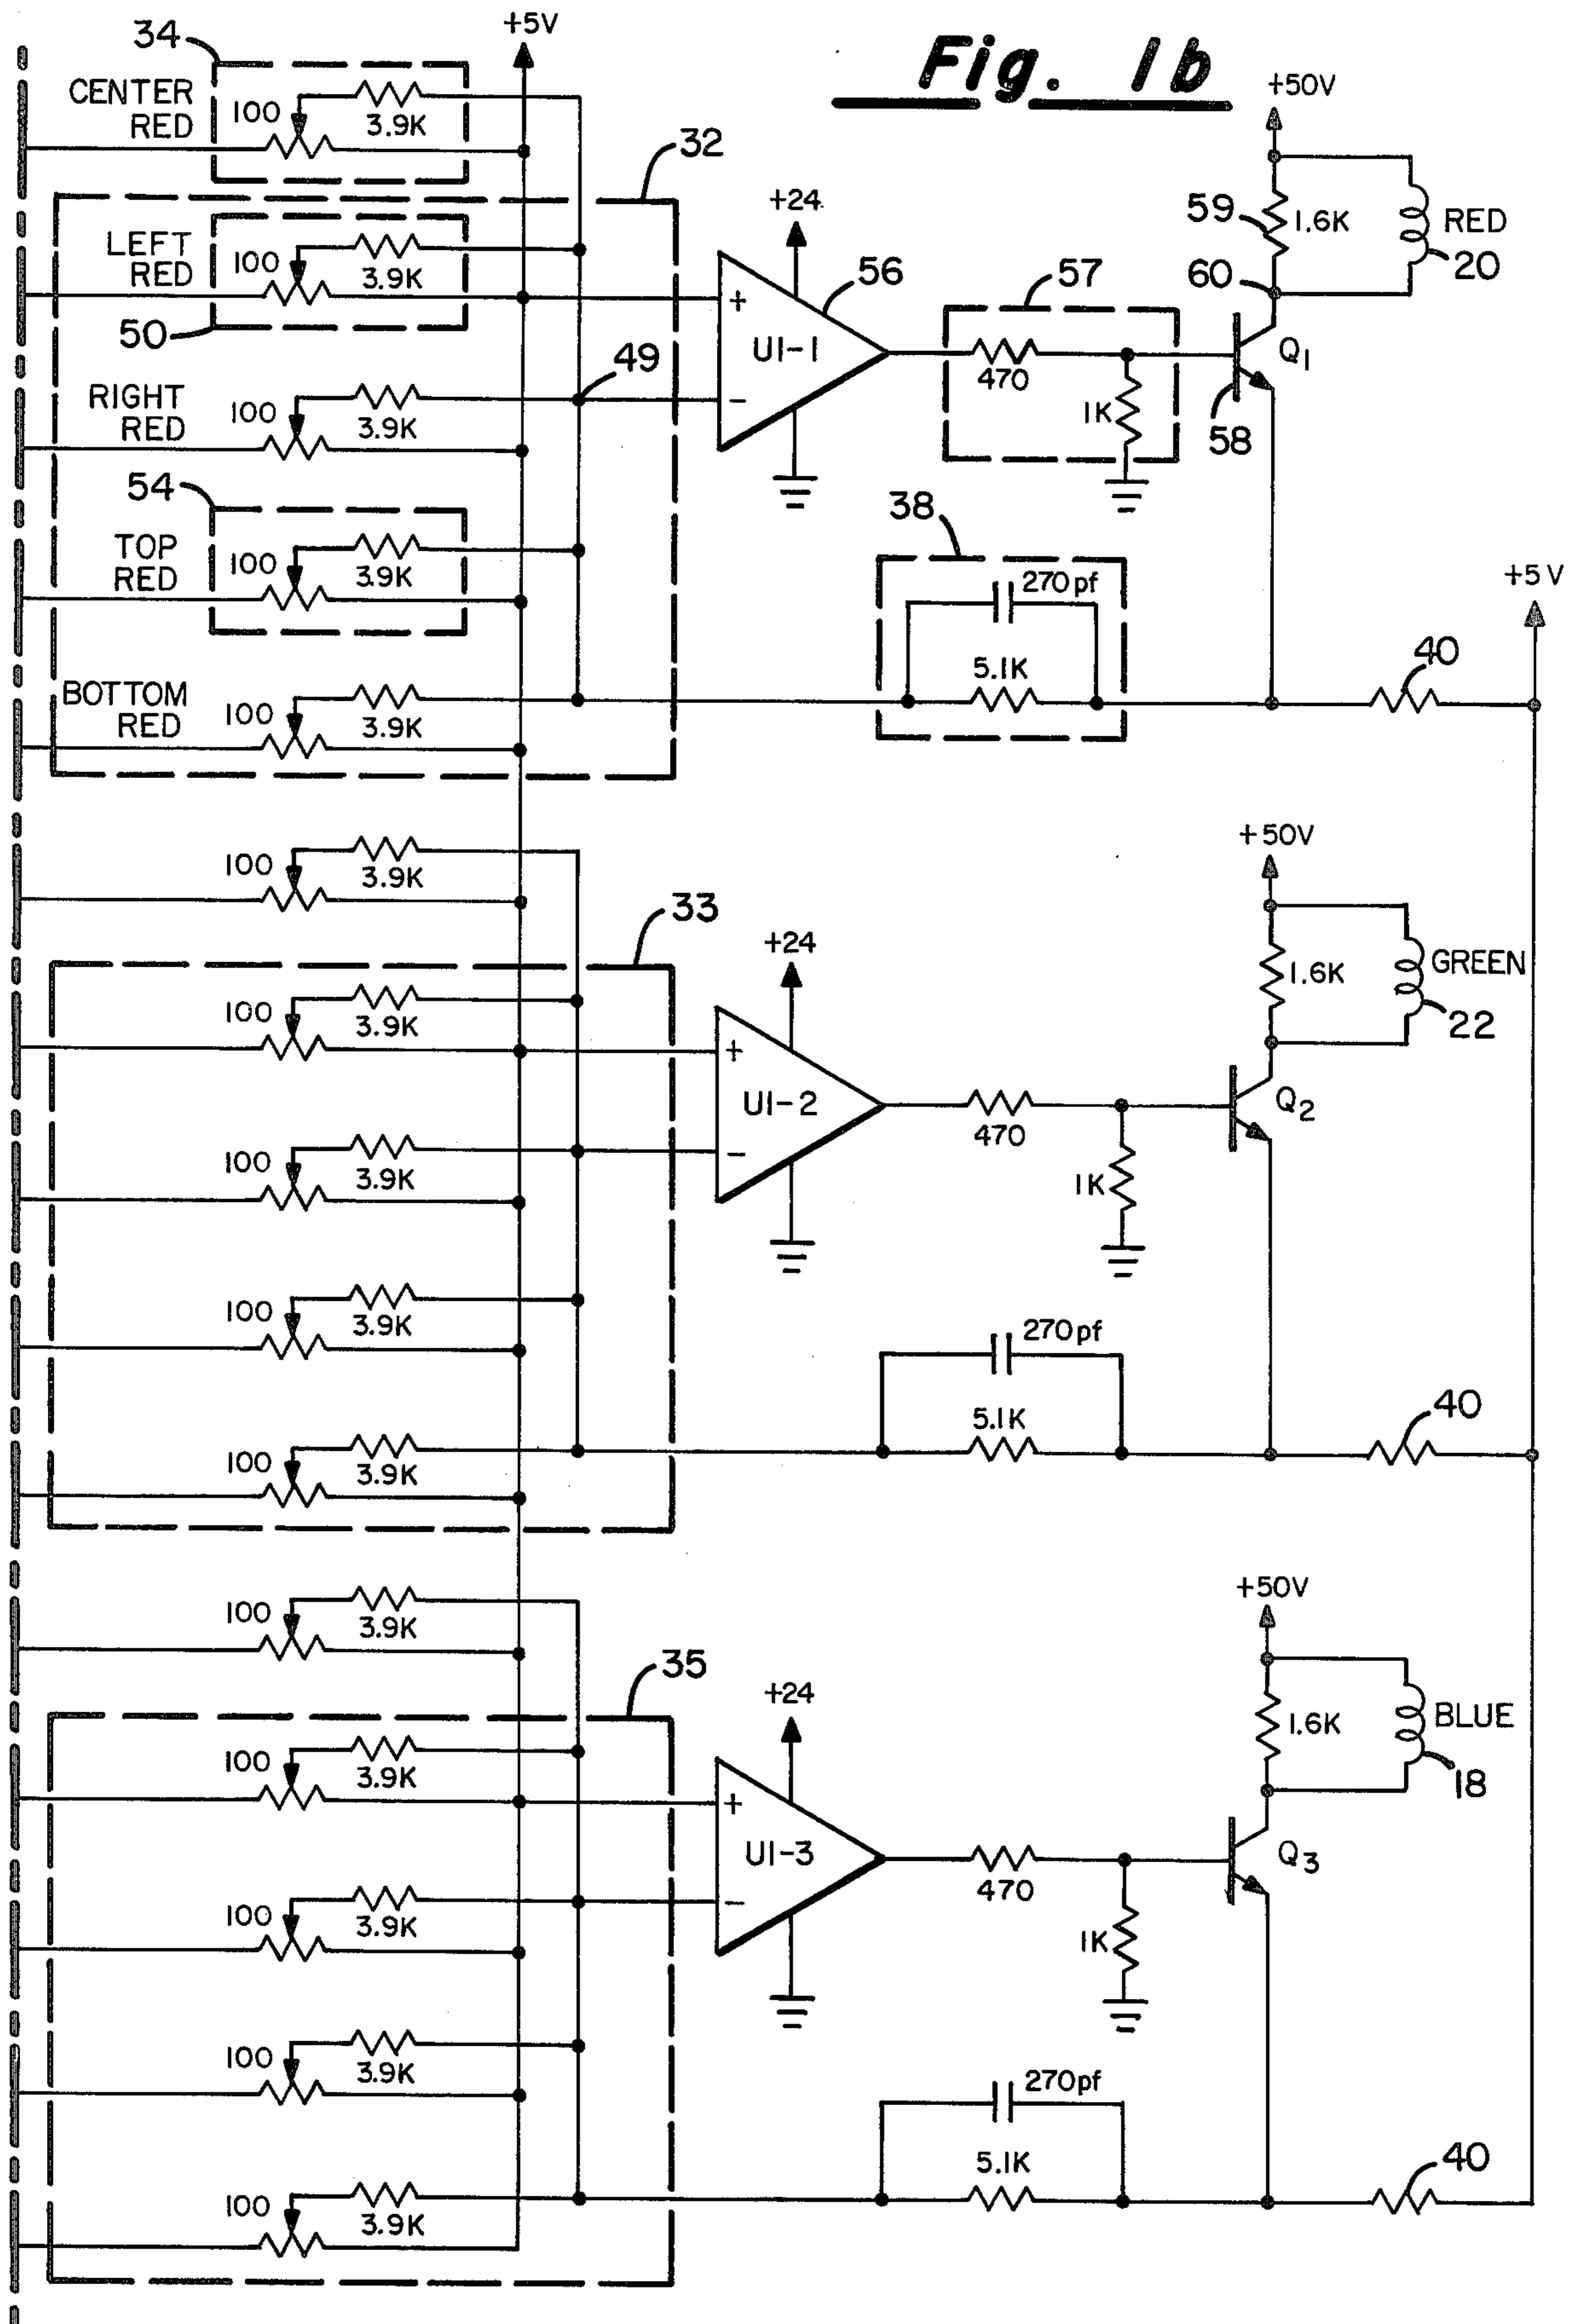 Fig. 1b
34
+5V
CENTER
RED
100
3.9K
32
+50V
+24
59
1.6K
RED
20
LEFT
RED
100
3.9K
50
56
57
60
49
U1-1
+
-
470
1K
Q1
58
RIGHT
RED
100
3.9K
54
TOP
RED
100
3.9K
38
270pf
5.1K
40
+5V
BOTTOM
RED
100
3.9K
100
3.9K
33
+24
+50V
1.6K
GREEN
22
100
3.9K
+
U1-2
-
470
1K
Q2
100
3.9K
100
3.9K
270pf
5.1K
40
100
3.9K
100
3.9K
35
+24
+50V
1.6K
BLUE
18
100
3.9K
+
U1-3
-
470
1K
Q3
100
3.9K
100
3.9K
270pf
5.1K
40
100
3.9K